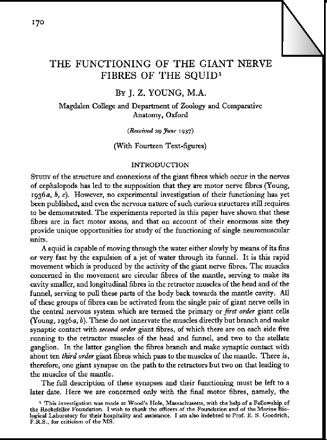 170
THE FUNCTIONING OF THE GIANT NERVE
FIBRES OF THE SQUID¹
By J. Z. YOUNG, M.A.
Magdalen College and Department of Zoology and Comparative
Anatomy, Oxford
(Received 29 June 1937)
(With Fourteen Text-figures)
INTRODUCTION
STUDY of the structure and connexions of the giant fibres which occur in the nerves
of cephalopods has led to the supposition that they are motor nerve fibres (Young,
1936a, b, c). However, no experimental investigation of their functioning has yet
been published, and even the nervous nature of such curious structures still requires
to be demonstrated. The experiments reported in this paper have shown that these
fibres are in fact motor axons, and that on account of their enormous size they
provide unique opportunities for study of the functioning of single neuromuscular
units.
A squid is capable of moving through the water either slowly by means of its fins
or very fast by the expulsion of a jet of water through its funnel. It is this rapid
movement which is produced by the activity of the giant nerve fibres. The muscles
concerned in the movement are circular fibres of the mantle, serving to make its
cavity smaller, and longitudinal fibres in the retractor muscles of the head and of the
funnel, serving to pull these parts of the body back towards the mantle cavity. All
of these groups of fibres can be activated from the single pair of giant nerve cells in
the central nervous system which are termed the primary or first order giant cells
(Young, 1936a, b). These do not innervate the muscles directly but branch and make
synaptic contact with second order giant fibres, of which there are on each side five
running to the retractor muscles of the head and funnel, and two to the stellate
ganglion. In the latter ganglion the fibres branch and make synaptic contact with
about ten third order giant fibres which pass to the muscles of the mantle. There is,
therefore, one giant synapse on the path to the retractors but two on that leading to
the muscles of the mantle.
The full description of these synapses and their functioning must be left to a
later date. Here we are concerned only with the final motor fibres, namely, the
¹ This investigation was made at Wood's Hole, Massachusetts, with the help of a Fellowship of
the Rockefeller Foundation. I wish to thank the officers of the Foundation and of the Marine Bio-
logical Laboratory for their hospitality and assistance. I am also indebted to Prof. E. S. Goodrich,
F.R.S., for criticism of the MS.